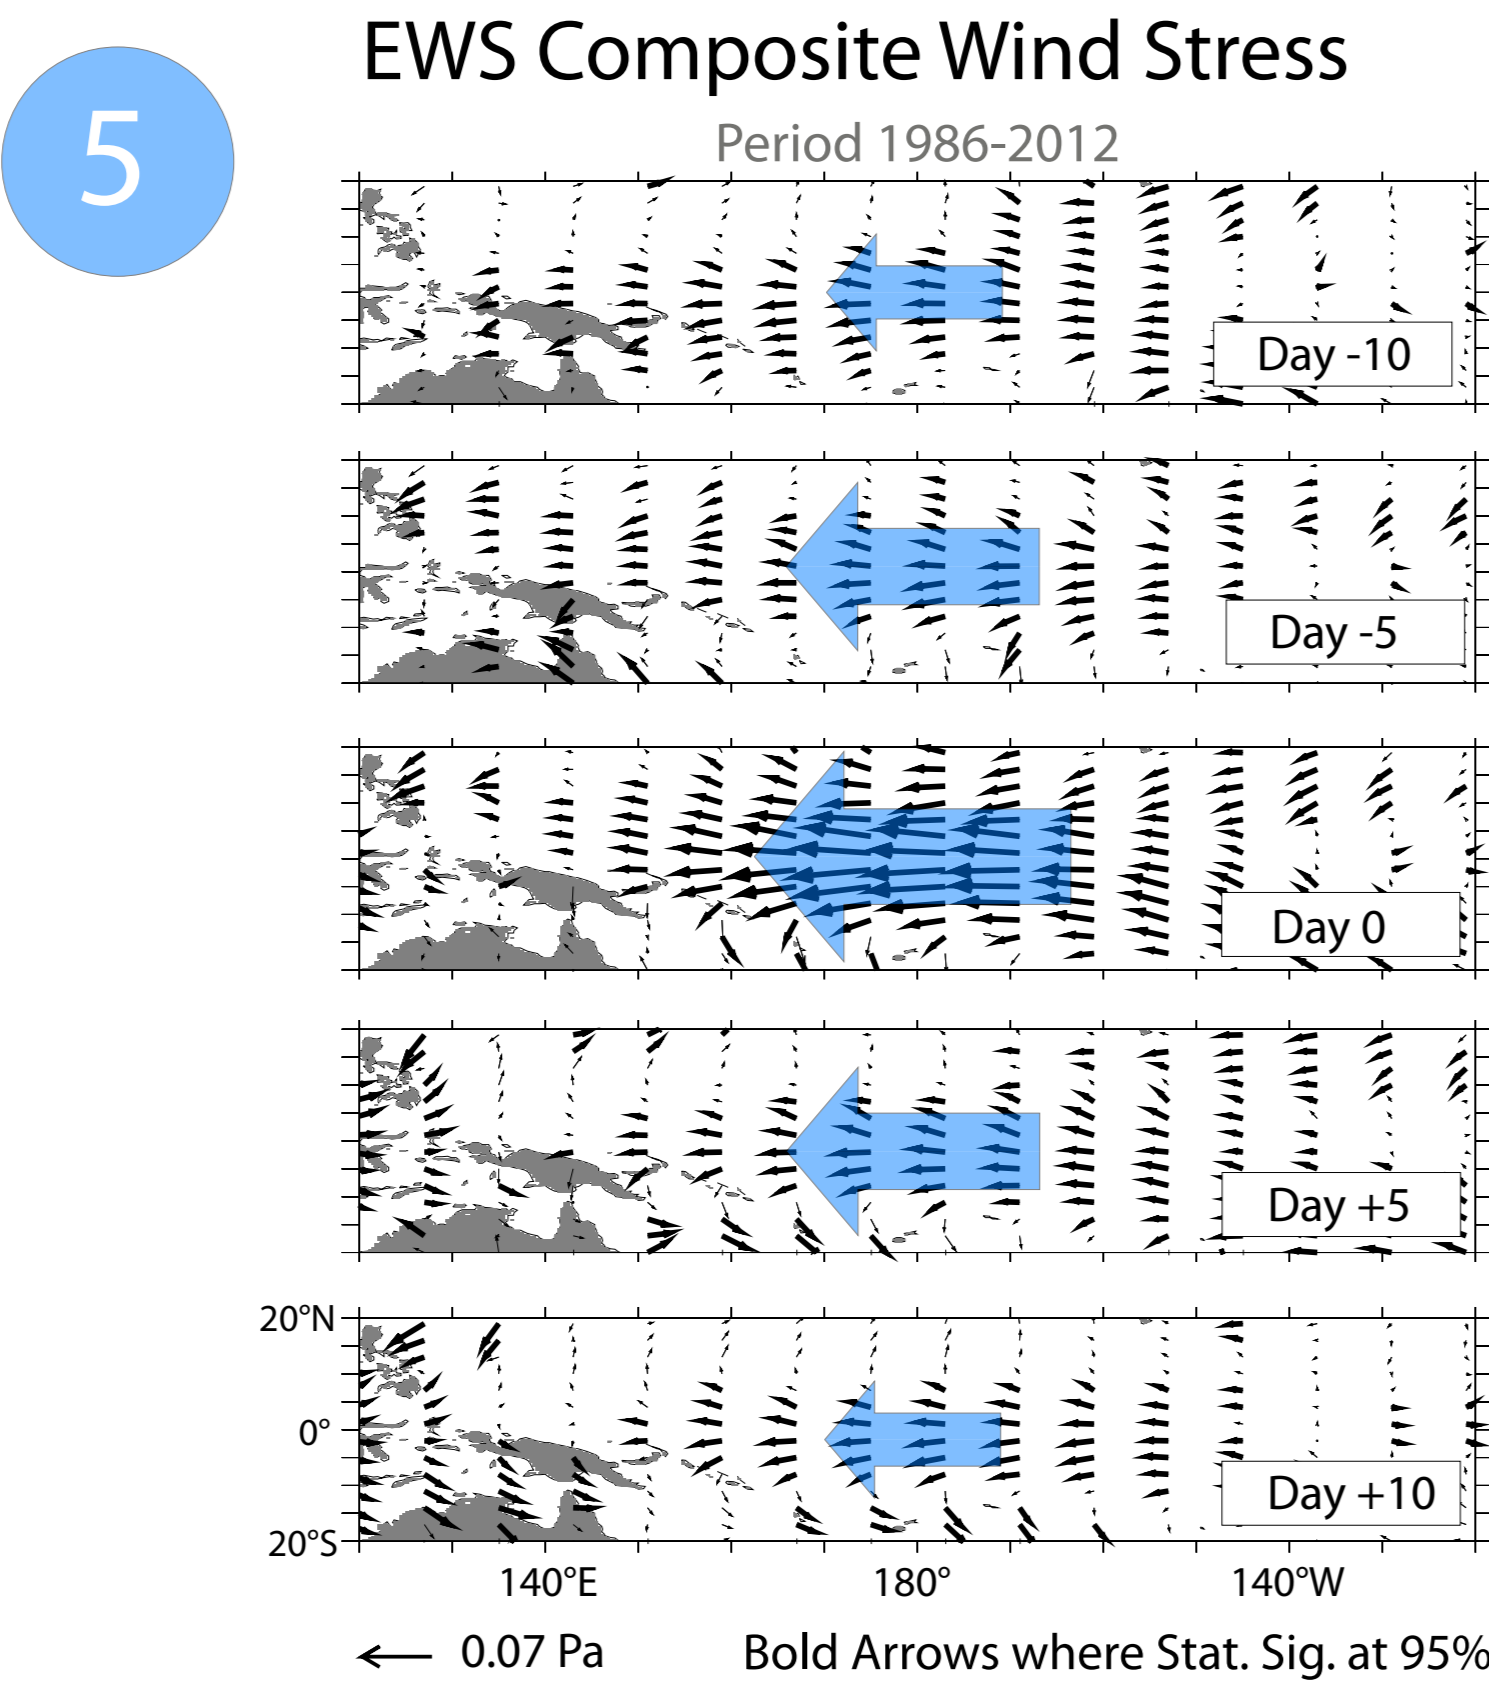 5
EWS Composite Wind Stress
Period 1986-2012
Day -10
Day -5
Day 0
Day +5
20°N
0°
Day +10
20°S
140°E 180° 140°W
0.07 Pa Bold Arrows where Stat. Sig. at 95%